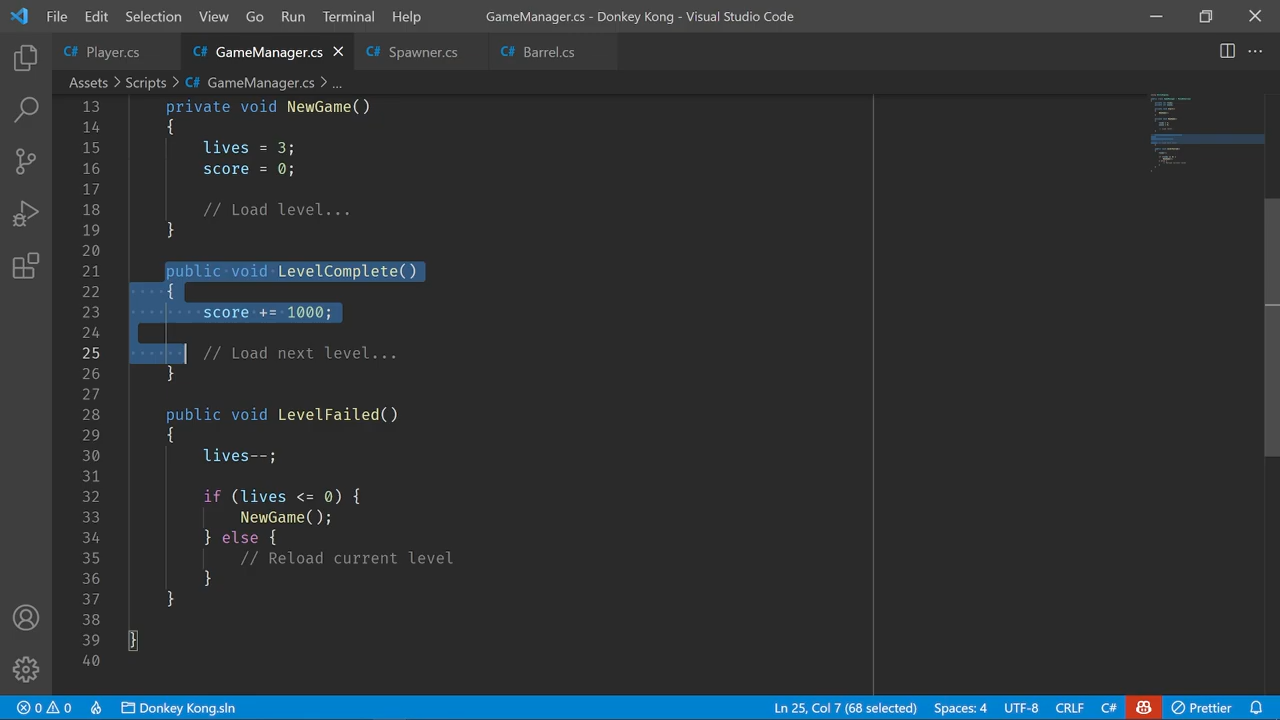 File Edit Selection View Go Run Terminal Help GameManager.cs - Donkey Kong - Visual Studio Code
C# Player.cs C# GameManager.cs C# Spawner.cs C# Barrel.cs
Assets > Scripts > C# GameManager.cs > ...
13 private void NewGame()
14 {
15 lives = 3;
16 score = 0;
17
18 // Load level...
19 }
20
21 public void LevelComplete()
22 {
23 score += 1000;
24
25 // Load next level...
26 }
27
28 public void LevelFailed()
29 {
30 lives--;
31
32 if (lives <= 0) {
33 NewGame();
34 } else {
35 // Reload current level
36 }
37 }
38
39 }
40
0 0 Donkey Kong.sln Ln 25, Col 7 (68 selected) Spaces: 4 UTF-8 CRLF C# Prettier